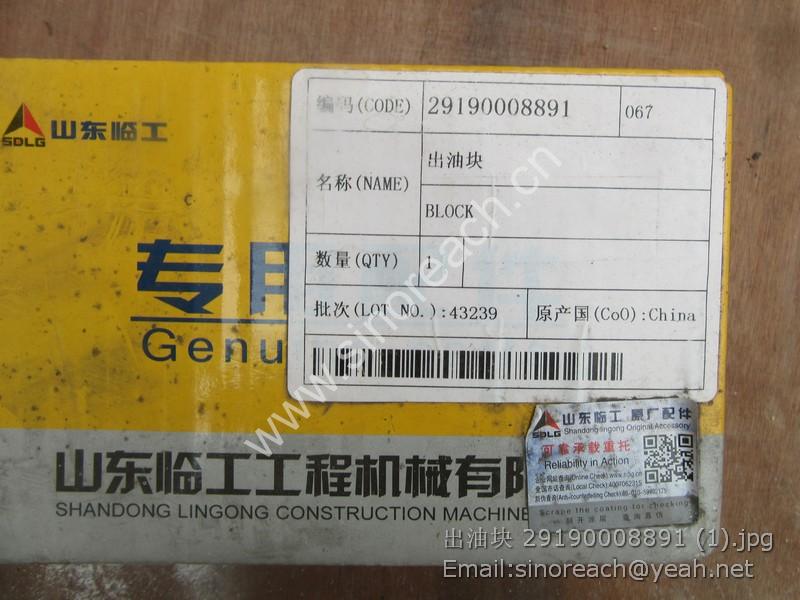 SDLG 山东临工
编码(CODE) 29190008891 067
名称(NAME) 出油块
BLOCK
数量(QTY) 1
批次(LOT NO.):43239 原产国(CoO):China
专用
Genu
www.sinoreach.cn
SDLG 山东临工 原厂配件
Shandong lingong Original Accessory
可靠承载重托
Reliability in Action
山东临工工程机械有限
SHANDONG LINGONG CONSTRUCTION MACHINE
Scrape the coating for checking
出油块 29190008891 (1).jpg
Email:sinoreach@yeah.net